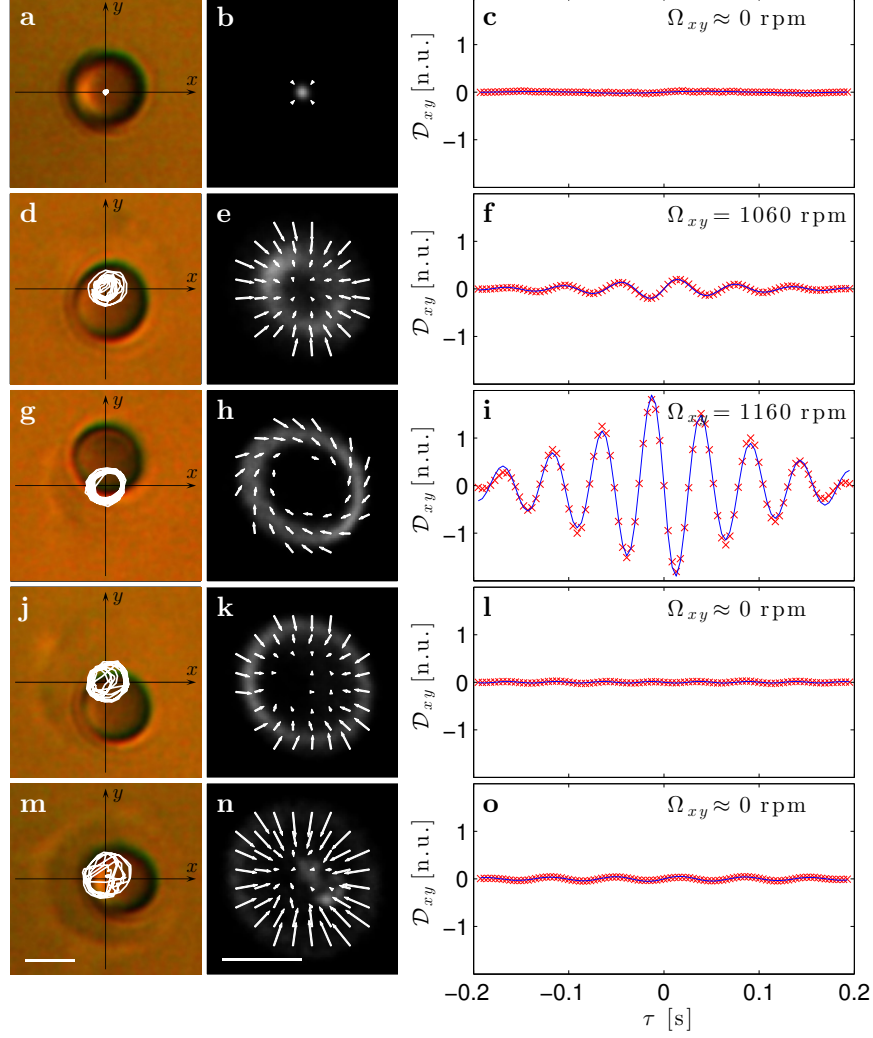 a y x
b
c Ω_xy ≈ 0 rpm
1
0
−1
𝒟_xy [n.u.]
d y x
e
f Ω_xy = 1060 rpm
1
0
−1
𝒟_xy [n.u.]
g y x
h
i Ω_xy = 1160 rpm
1
0
−1
𝒟_xy [n.u.]
j y x
k
l Ω_xy ≈ 0 rpm
1
0
−1
𝒟_xy [n.u.]
m y x
n
o Ω_xy ≈ 0 rpm
1
0
−1
𝒟_xy [n.u.]
−0.2 −0.1 0 0.1 0.2
τ [s]